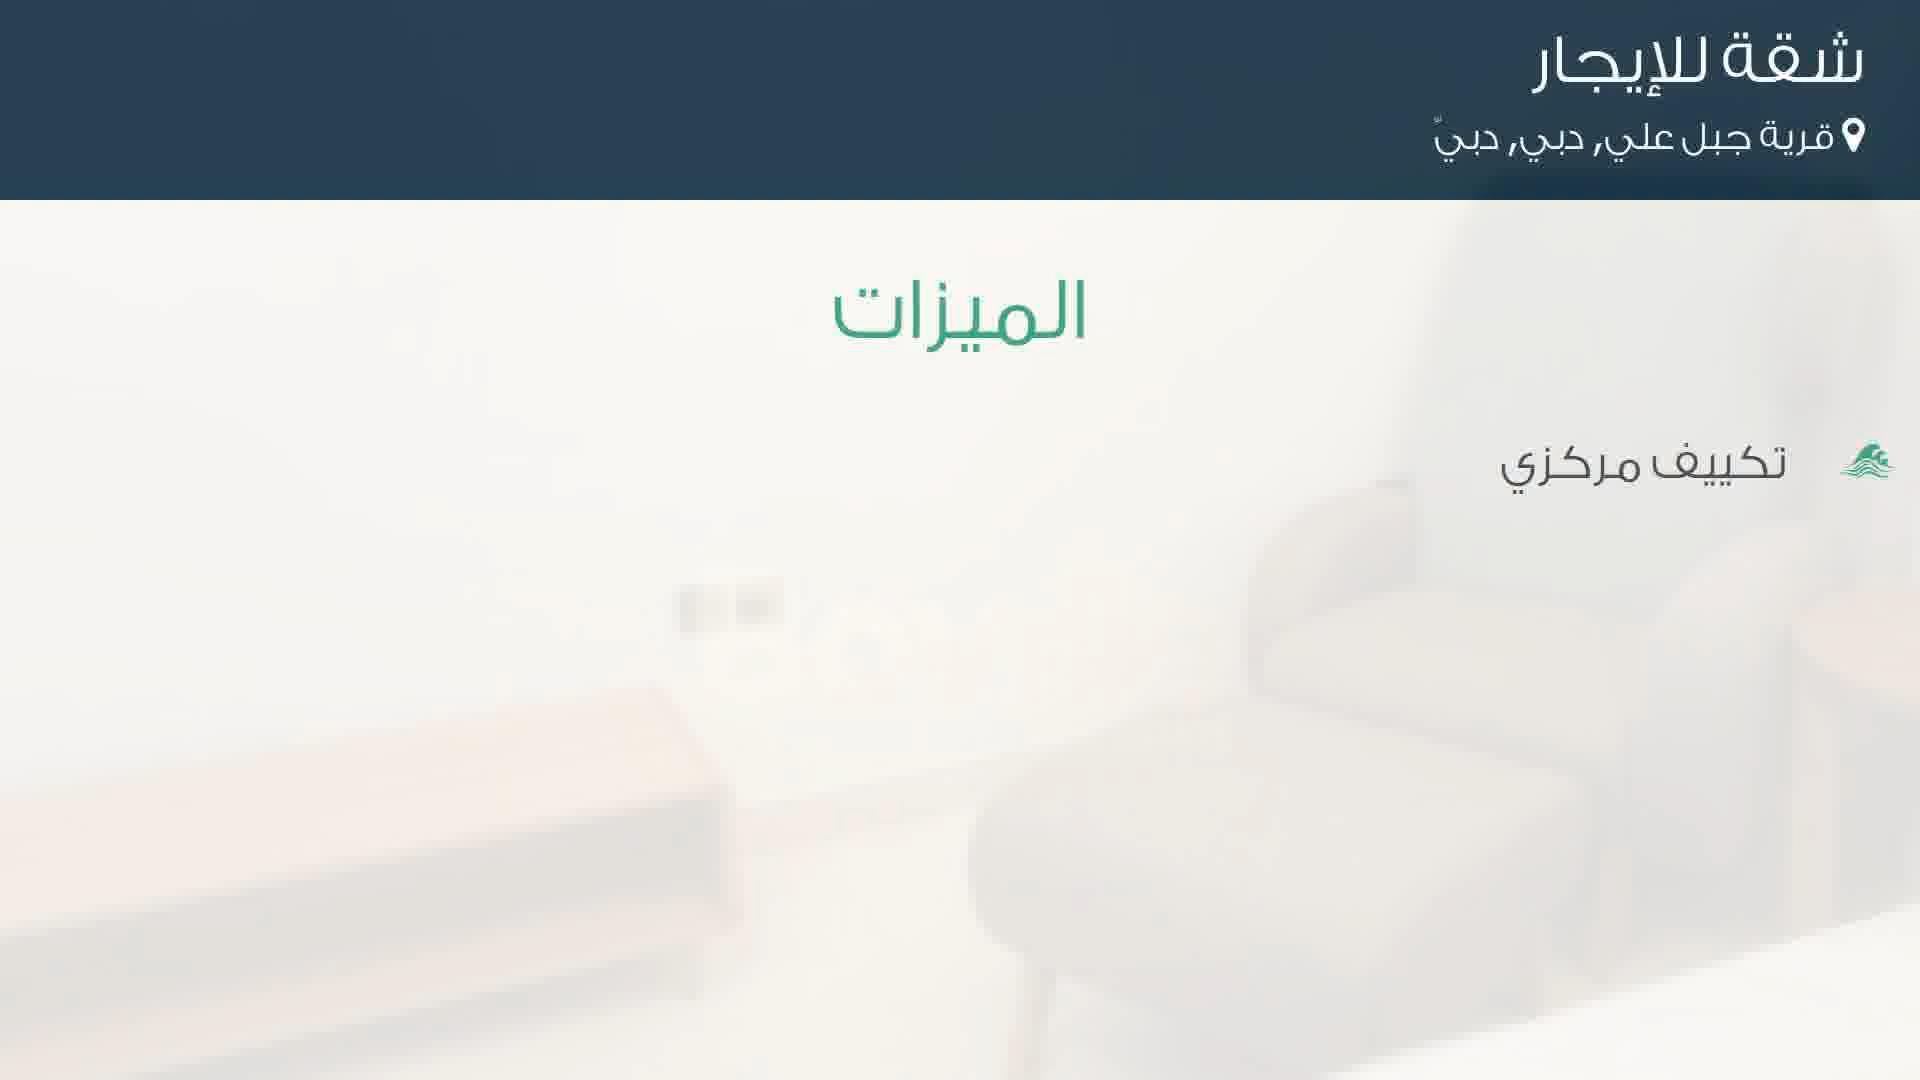 شقة للإيجار
قرية جبل علي, دبي, دبيّ
الميزات
تكييف مركزي